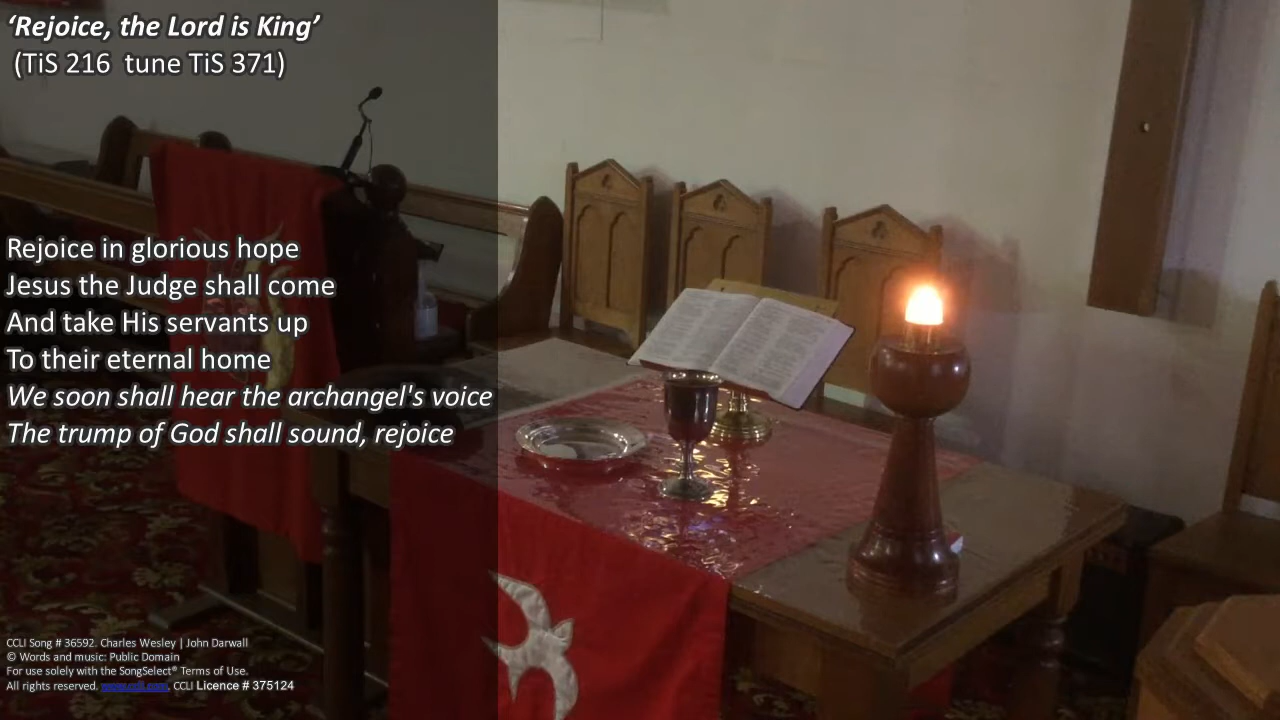 ‘Rejoice, the Lord is King’
(TiS 216 tune TiS 371)
Rejoice in glorious hope
Jesus the Judge shall come
And take His servants up
To their eternal home
We soon shall hear the archangel's voice
The trump of God shall sound, rejoice
CCLI Song # 36592. Charles Wesley | John Darwall
© Words and music: Public Domain
For use solely with the SongSelect® Terms of Use.
All rights reserved. www.ccli.com. CCLI Licence # 375124